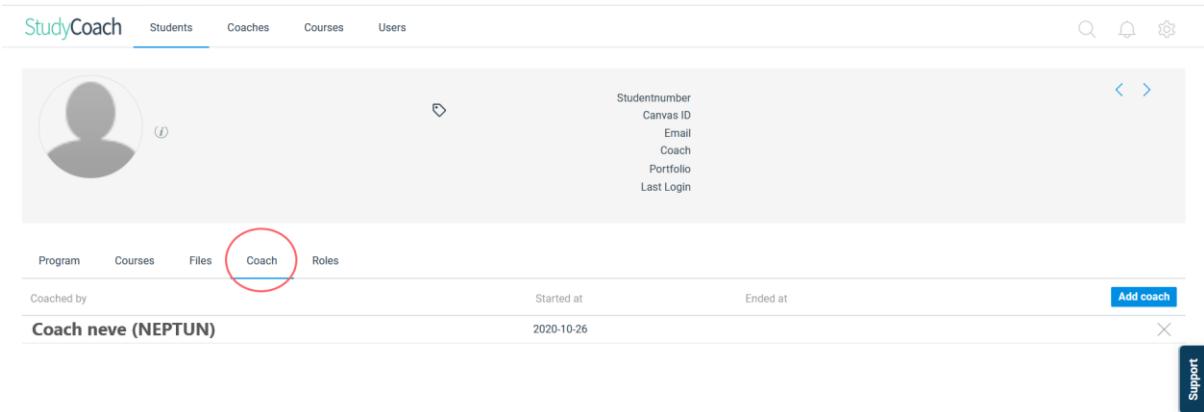 StudyCoach Students Coaches Courses Users
Studentnumber
Canvas ID
Email
Coach
Portfolio
Last Login
Program Courses Files Coach Roles
Coached by Started at Ended at Add coach
Coach neve (NEPTUN) 2020-10-26
Support